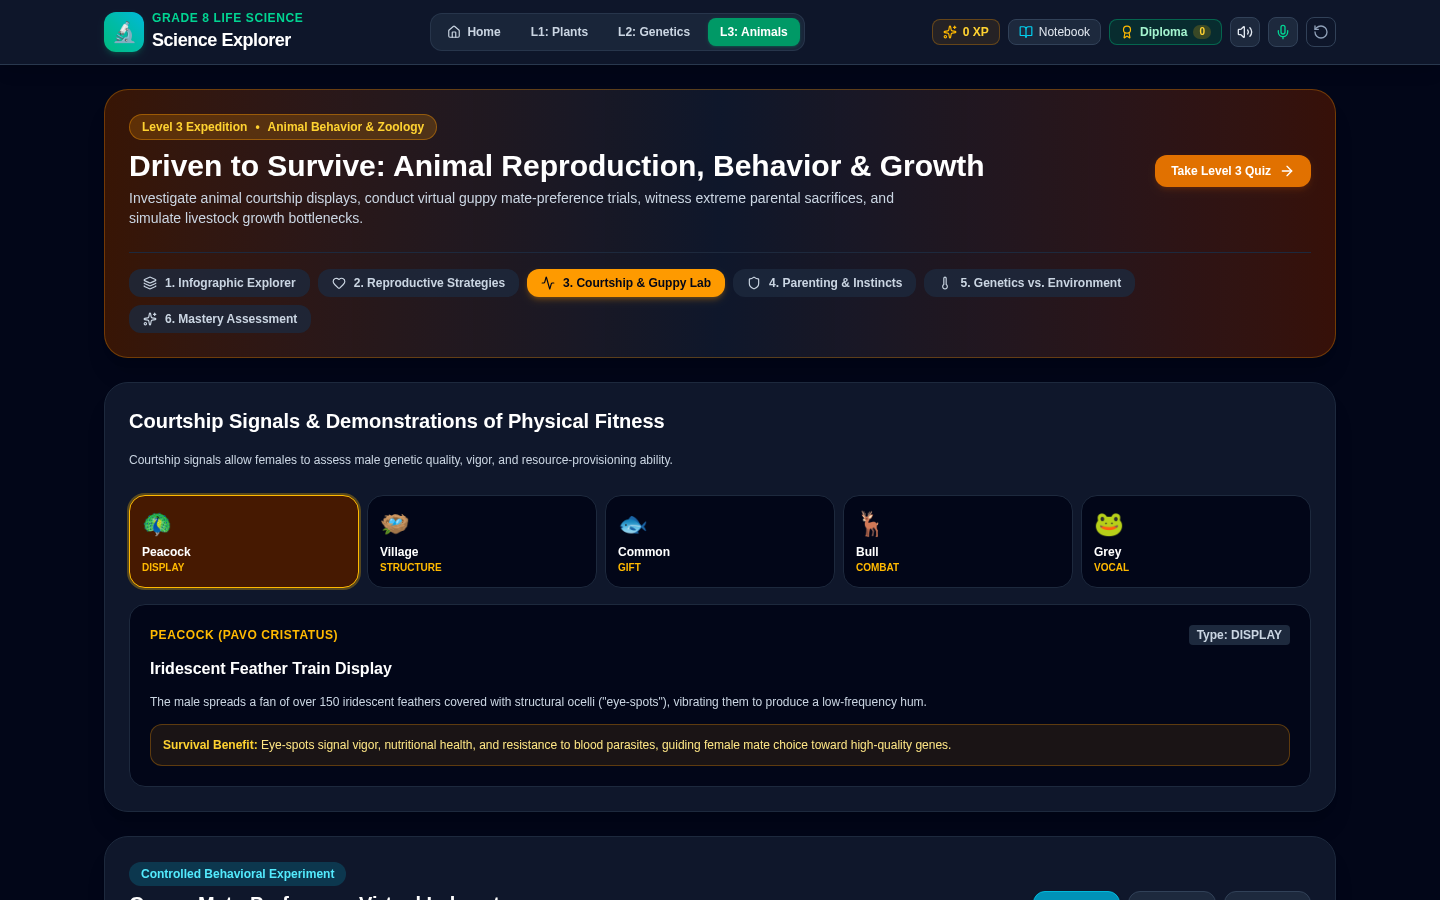 GRADE 8 LIFE SCIENCE
Science Explorer
Home
L1: Plants
L2: Genetics
L3: Animals
0 XP
Notebook
Diploma 0
Level 3 Expedition • Animal Behavior & Zoology
Driven to Survive: Animal Reproduction, Behavior & Growth
Investigate animal courtship displays, conduct virtual guppy mate-preference trials, witness extreme parental sacrifices, and
simulate livestock growth bottlenecks.
Take Level 3 Quiz
1. Infographic Explorer
2. Reproductive Strategies
3. Courtship & Guppy Lab
4. Parenting & Instincts
5. Genetics vs. Environment
6. Mastery Assessment
Courtship Signals & Demonstrations of Physical Fitness
Courtship signals allow females to assess male genetic quality, vigor, and resource-provisioning ability.
Peacock
DISPLAY
Village
STRUCTURE
Common
GIFT
Bull
COMBAT
Grey
VOCAL
PEACOCK (PAVO CRISTATUS)
Type: DISPLAY
Iridescent Feather Train Display
The male spreads a fan of over 150 iridescent feathers covered with structural ocelli ("eye-spots"), vibrating them to produce a low-frequency hum.
Survival Benefit: Eye-spots signal vigor, nutritional health, and resistance to blood parasites, guiding female mate choice toward high-quality genes.
Controlled Behavioral Experiment